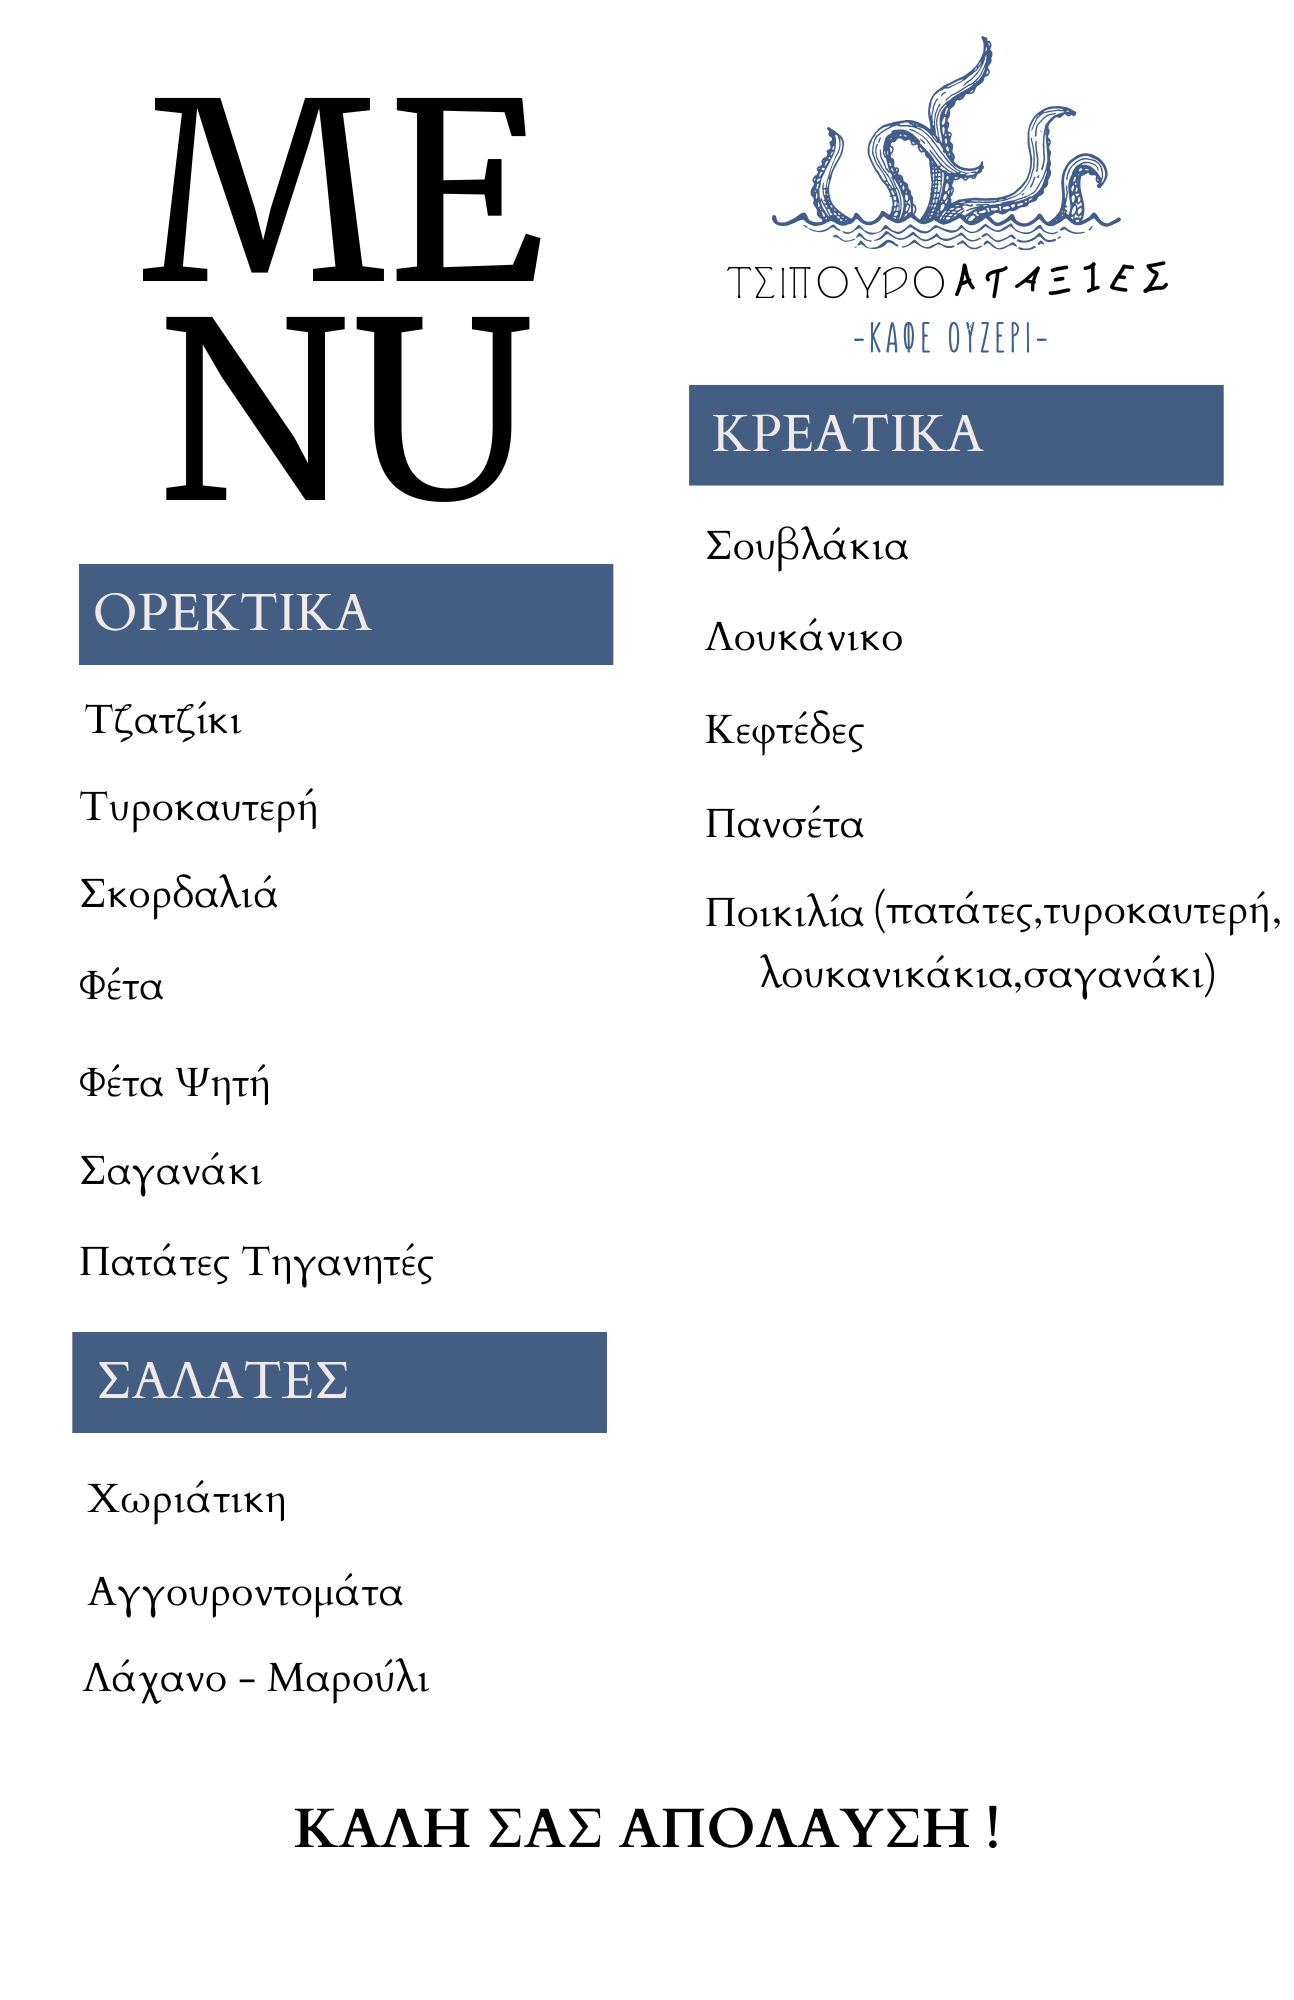 ME
NU
ΟΡΕΚΤΙΚΑ
Τζατζίκι
Τυροκαυτερή
Σκορδαλιά
Φέτα
Φέτα Ψητή
Σαγανάκι
Πατάτες Τηγανητές
ΣΑΛΑΤΕΣ
Χωριάτικη
Αγγουροντομάτα
Λάχανο - Μαρούλι
ΤΣΙΠΟΥΡΟΑΤΑΞΙΕΣ
-ΚΑΦΕ ΟΥΖΕΡΙ-
ΚΡΕΑΤΙΚΑ
Σουβλάκια
Λουκάνικο
Κεφτέδες
Πανσέτα
Ποικιλία (πατάτες,τυροκαυτερή,
λουκανικάκια,σαγανάκι)
ΚΑΛΗ ΣΑΣ ΑΠΟΛΑΥΣΗ !